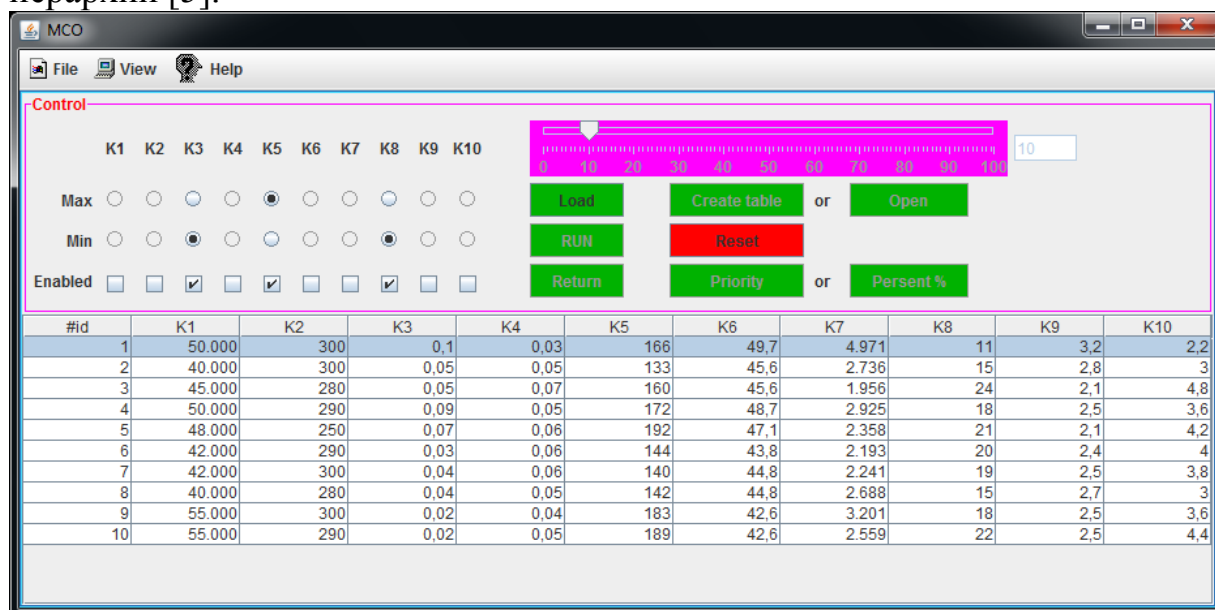 иерархии [5].
MCO
File View Help
Control
K1 K2 K3 K4 K5 K6 K7 K8 K9 K10
0 10 20 30 40 50 60 70 80 90 100
10
Max
Load Create table or Open
Min
RUN Reset
Enabled
Return Priority or Persent %
#id K1 K2 K3 K4 K5 K6 K7 K8 K9 K10
1 50.000 300 0,1 0,03 166 49,7 4.971 11 3,2 2,2
2 40.000 300 0,05 0,05 133 45,6 2.736 15 2,8 3
3 45.000 280 0,05 0,07 160 45,6 1.956 24 2,1 4,8
4 50.000 290 0,09 0,05 172 48,7 2.925 18 2,5 3,6
5 48.000 250 0,07 0,06 192 47,1 2.358 21 2,1 4,2
6 42.000 290 0,03 0,06 144 43,8 2.193 20 2,4 4
7 42.000 300 0,04 0,06 140 44,8 2.241 19 2,5 3,8
8 40.000 280 0,04 0,05 142 44,8 2.688 15 2,7 3
9 55.000 300 0,02 0,04 183 42,6 3.201 18 2,5 3,6
10 55.000 290 0,02 0,05 189 42,6 2.559 22 2,5 4,4